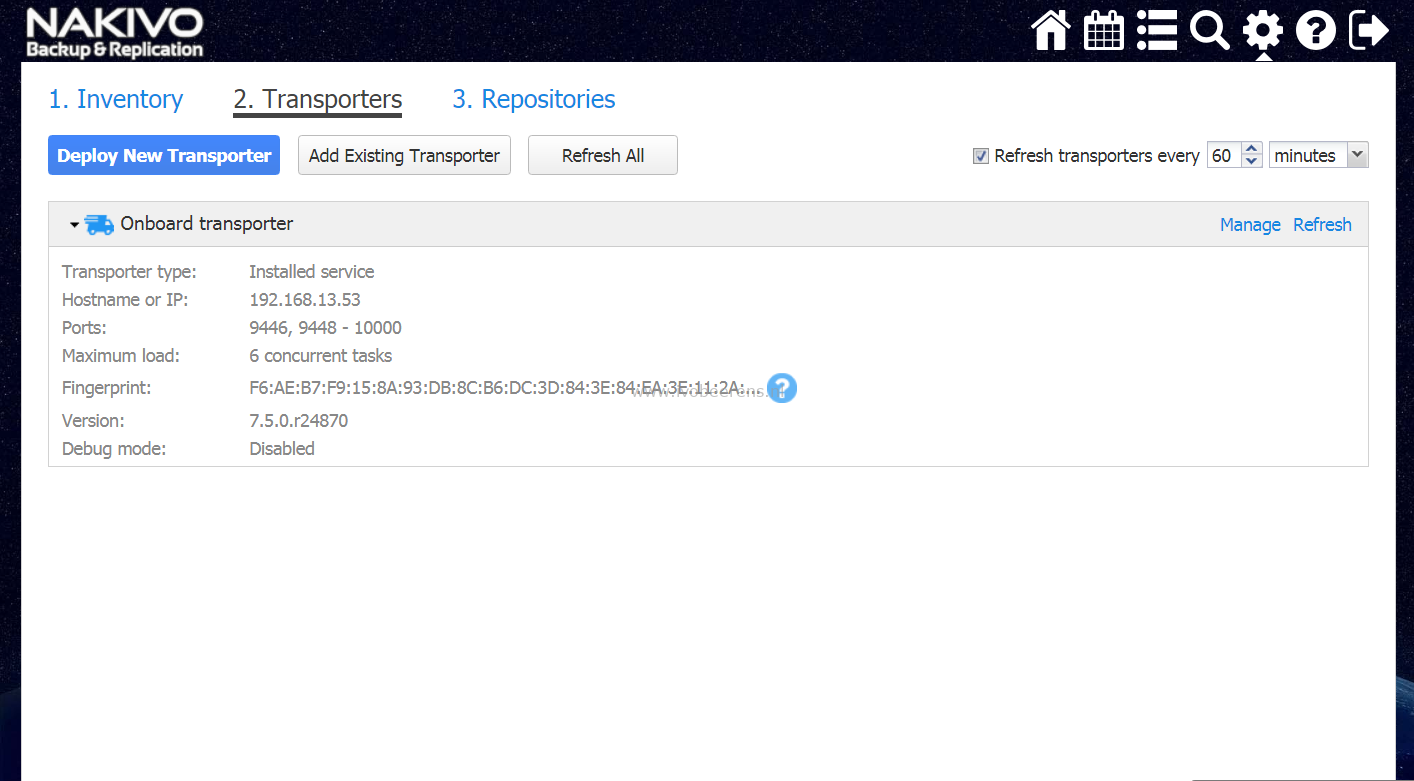 NAKIVO
Backup & Replication
1. Inventory 2. Transporters 3. Repositories
Deploy New Transporter Add Existing Transporter Refresh All Refresh transporters every 60 minutes
Onboard transporter Manage Refresh
Transporter type: Installed service
Hostname or IP: 192.168.13.53
Ports: 9446, 9448 - 10000
Maximum load: 6 concurrent tasks
Fingerprint: F6:AE:B7:F9:15:8A:93:DB:8C:B6:DC:3D:84:3E:84:EA:3E:11:2A:... ?
Version: 7.5.0.r24870
Debug mode: Disabled